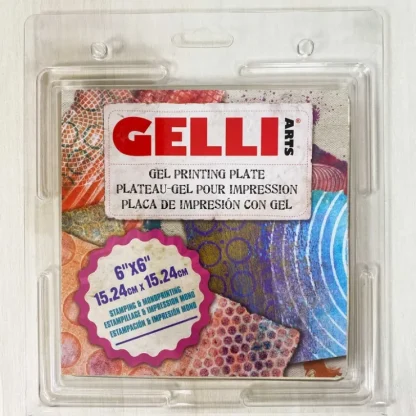 GELLI ARTS®
GEL PRINTING PLATE
PLATEAU-GEL POUR IMPRESSION
PLACA DE IMPRESIÓN CON GEL
6"X6"
15.24CM X 15.24CM
STAMPING & MONOPRINTING
ESTAMPILLAGE & IMPRESSION MONO
ESTAMPACIÓN & IMPRESIÓN MONO